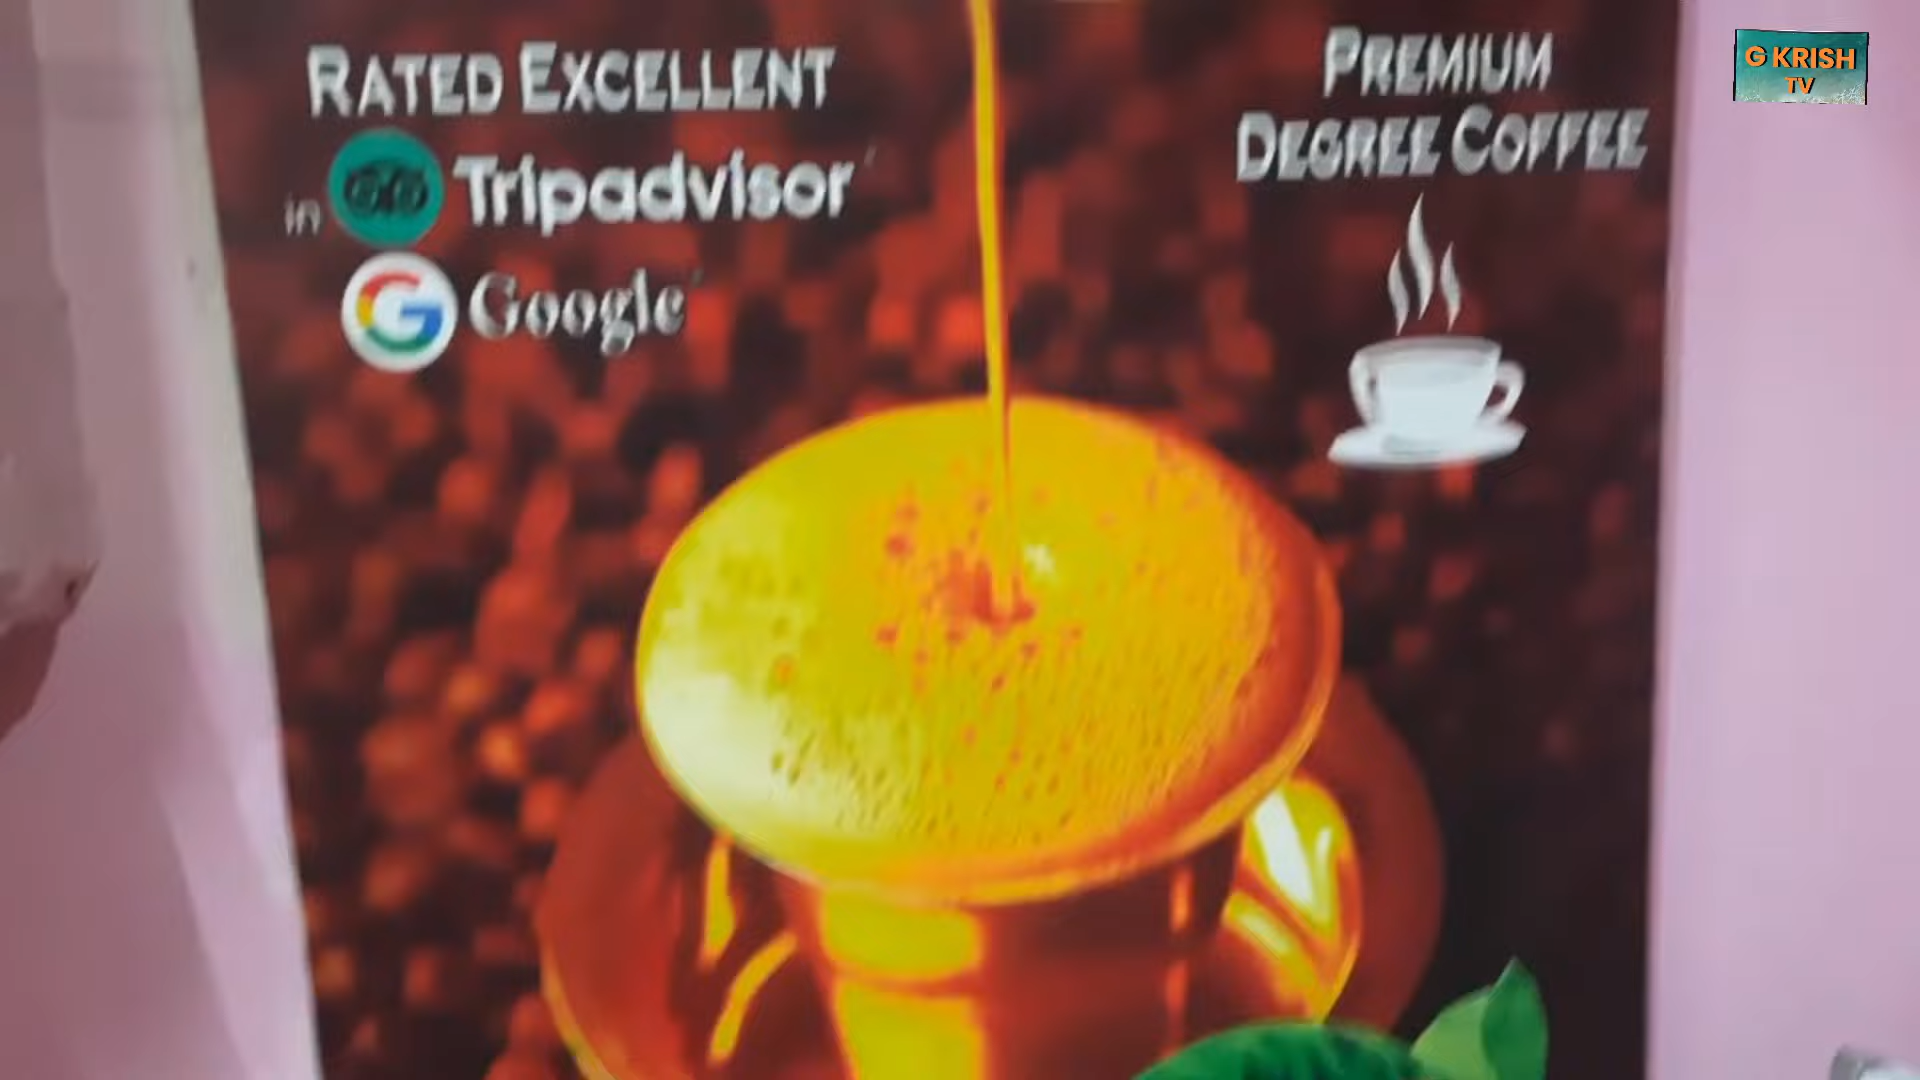 RATED EXCELLENT
in Tripadvisor
Google
PREMIUM
DEGREE COFFEE
G KRISH
TV